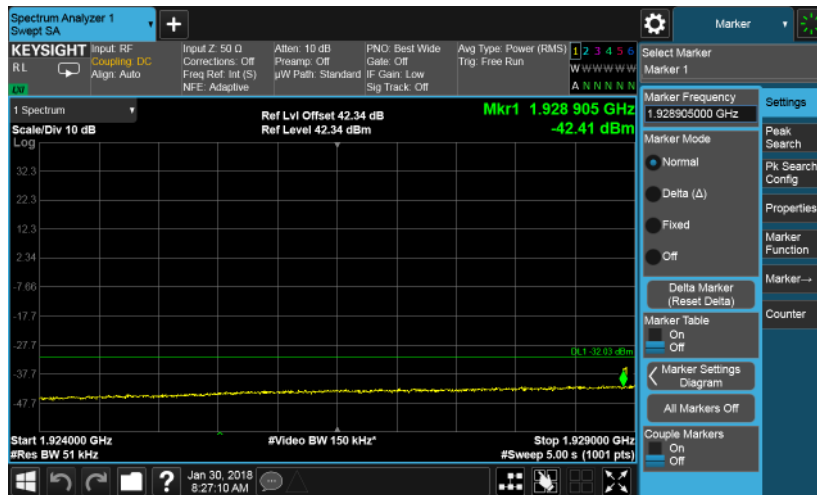 Spectrum Analyzer 1
Swept SA
Marker
KEYSIGHT
RL
LXI
Input: RF
Coupling: DC
Align: Auto
Input Z: 50 Ω
Corrections: Off
Freq Ref: Int (S)
NFE: Adaptive
Atten: 10 dB
Preamp: Off
µW Path: Standard
PNO: Best Wide
Gate: Off
IF Gain: Low
Sig Track: Off
Avg Type: Power (RMS)
Trig: Free Run
1 2 3 4 5 6
W W W W W W
A N N N N N
Select Marker
Marker 1
1 Spectrum
Scale/Div 10 dB
Log
Ref Lvl Offset 42.34 dB
Ref Level 42.34 dBm
Mkr1 1.928 905 GHz
-42.41 dBm
32.3
22.3
12.3
2.34
-7.66
-17.7
-27.7
-37.7
-47.7
DL1 -32.03 dBm
1
Start 1.924000 GHz
#Res BW 51 kHz
#Video BW 150 kHz*
Stop 1.929000 GHz
#Sweep 5.00 s (1001 pts)
Marker Frequency
1.928905000 GHz
Marker Mode
Normal
Delta (Δ)
Fixed
Off
Delta Marker
(Reset Delta)
Marker Table
On
Off
Marker Settings
Diagram
All Markers Off
Couple Markers
On
Off
Settings
Peak
Search
Pk Search
Config
Properties
Marker
Function
Marker→
Counter
?
Jan 30, 2018
8:27:10 AM